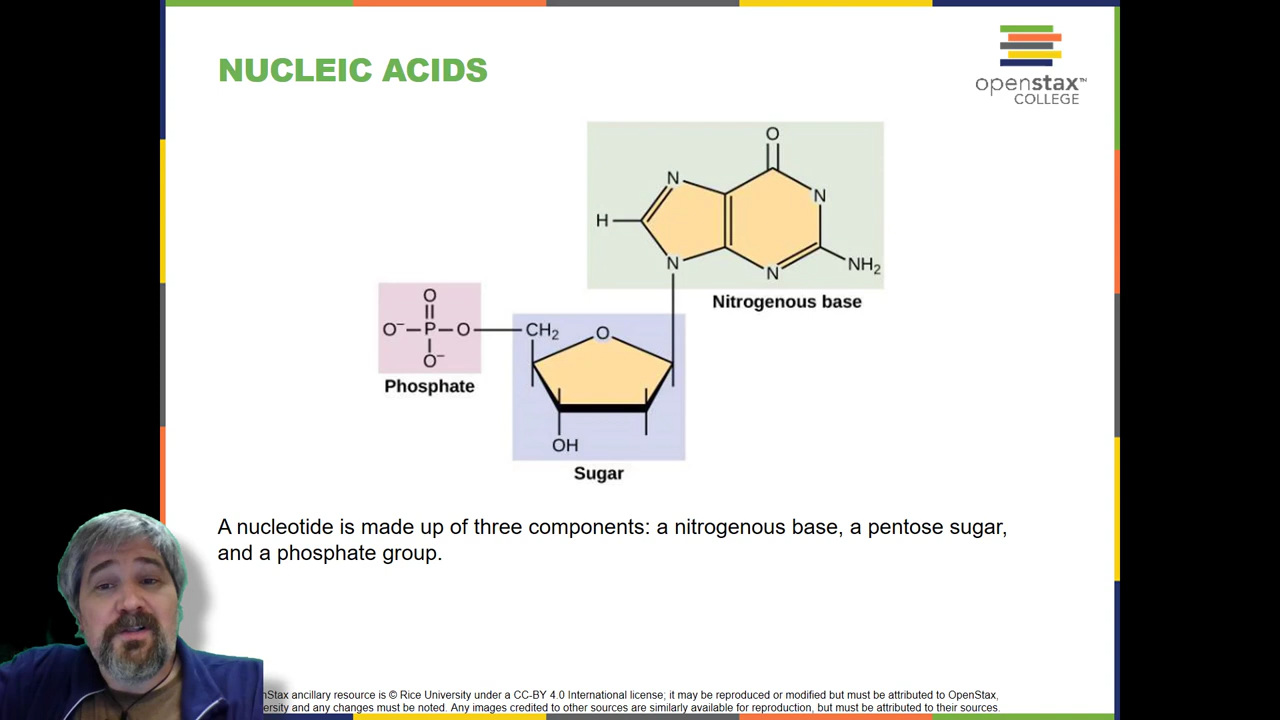 NUCLEIC ACIDS
openstax™
COLLEGE
O
N
N
H
N
N
NH₂
Nitrogenous base
O
O⁻ P O
O⁻
Phosphate
CH₂
O
OH
Sugar
A nucleotide is made up of three components: a nitrogenous base, a pentose sugar,
and a phosphate group.
ancillary resource is © Rice University under a CC-BY 4.0 International license; it may be reproduced or modified but must be attributed to OpenStax,
and any changes must be noted. Any images credited to other sources are similarly available for reproduction, but must be attributed to their sources.